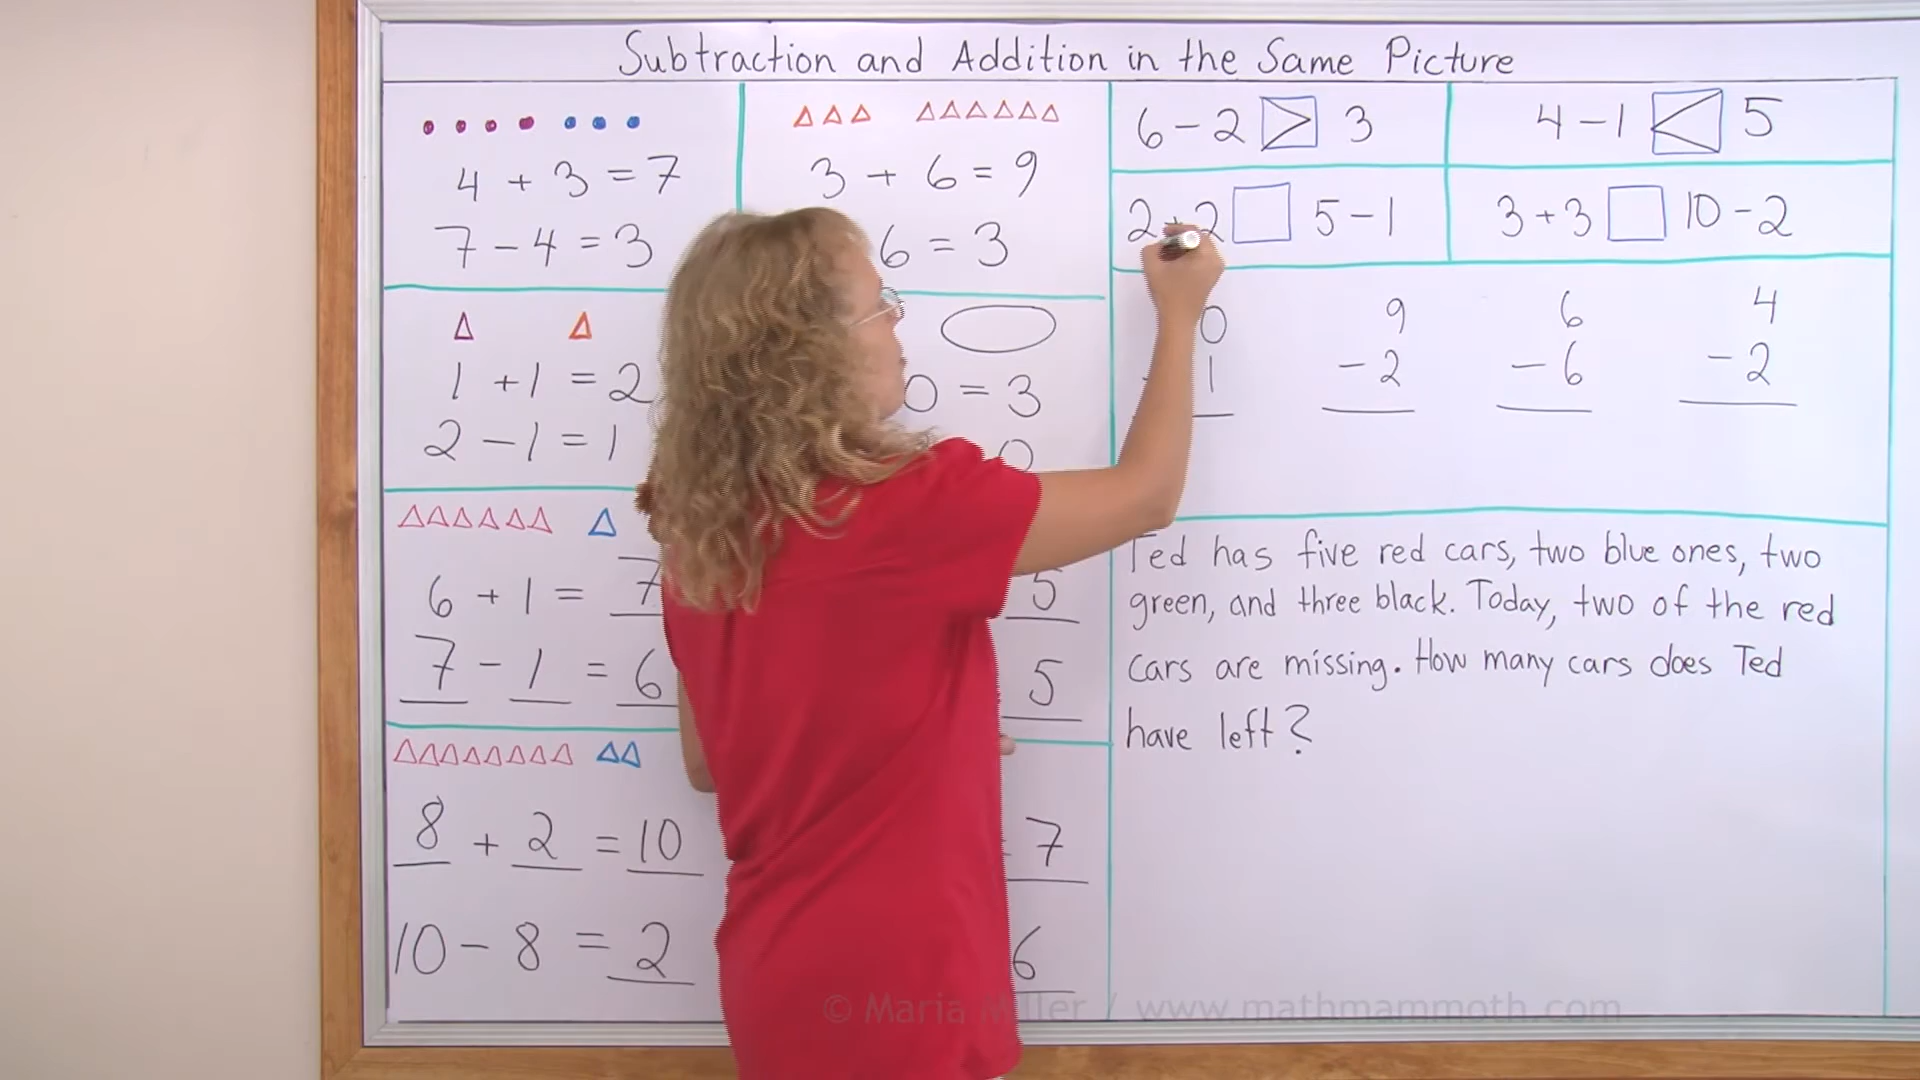 Subtraction and Addition in the Same Picture
4 + 3 = 7
7 - 4 = 3
3 + 6 = 9
6 = 3
1 + 1 = 2
2 - 1 = 1
0 = 3
0
6 + 1 = 7
7 - 1 = 6
5
5
8 + 2 = 10
10 - 8 = 2
7
6
6 - 2 > 3
4 - 1 < 5
2 + 2 □ 5 - 1
3 + 3 □ 10 - 2
0 9 6 4
1 - 2 - 6 - 2
Ted has five red cars, two blue ones, two
green, and three black. Today, two of the red
cars are missing. How many cars does Ted
have left?
© Maria Miller / www.mathmammoth.com